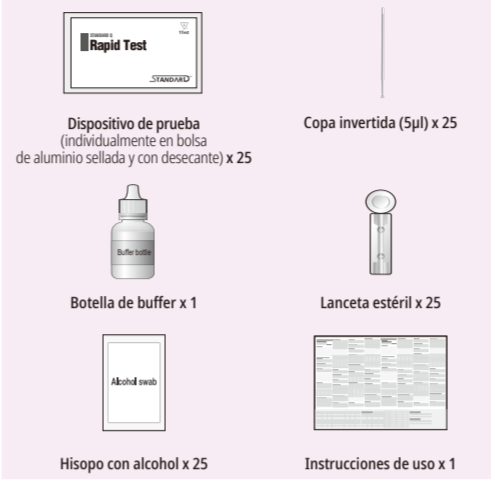 STANDARD Q
Rapid Test
STANDARD
Dispositivo de prueba
(individualmente en bolsa
de aluminio sellada y con desecante) x 25
Copa invertida (5µl) x 25
Buffer bottle
Botella de buffer x 1
Lanceta estéril x 25
Alcohol swab
Hisopo con alcohol x 25
Instrucciones de uso x 1